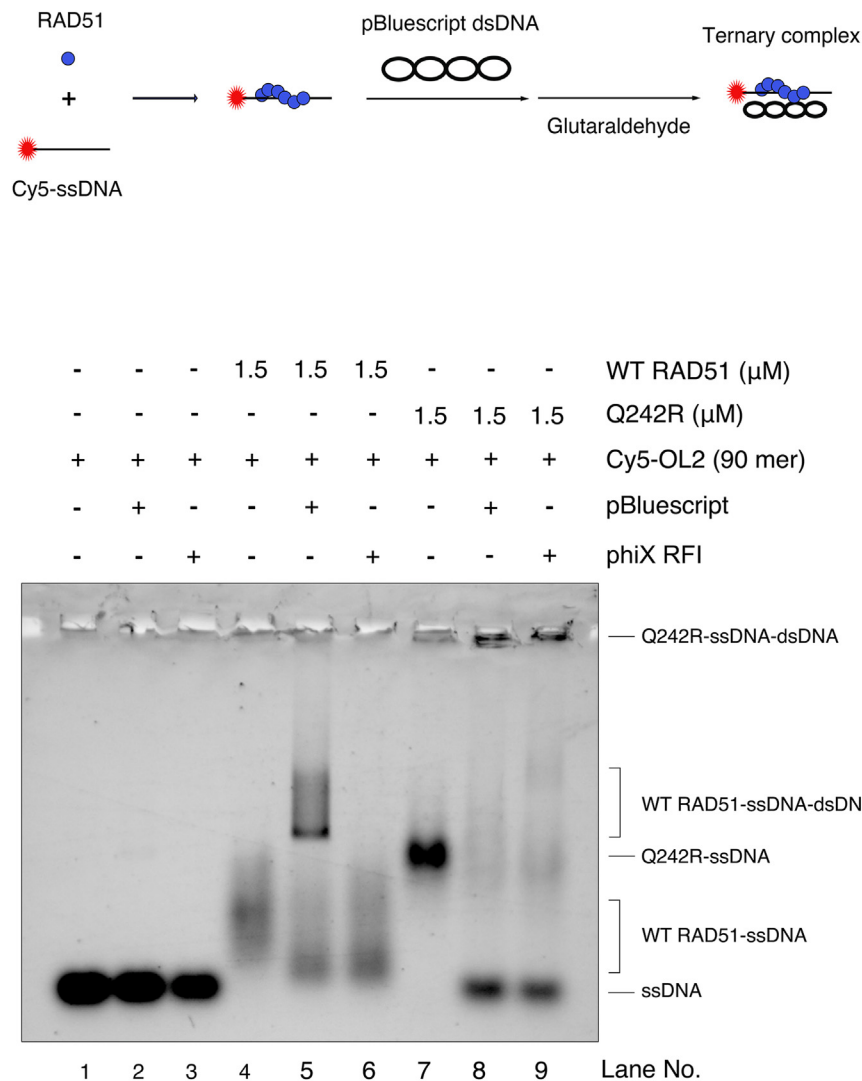 RAD51
+
Cy5-ssDNA
pBluescript dsDNA
Glutaraldehyde
Ternary complex
- - - 1.5 1.5 1.5 - - - WT RAD51 (μM)
- - - - - - 1.5 1.5 1.5 Q242R (μM)
+ + + + + + + + + Cy5-OL2 (90 mer)
- + - - + - - + - pBluescript
- - + - - + - - + phiX RFI
Q242R-ssDNA-dsDNA
WT RAD51-ssDNA-dsDN
Q242R-ssDNA
WT RAD51-ssDNA
ssDNA
1 2 3 4 5 6 7 8 9 Lane No.